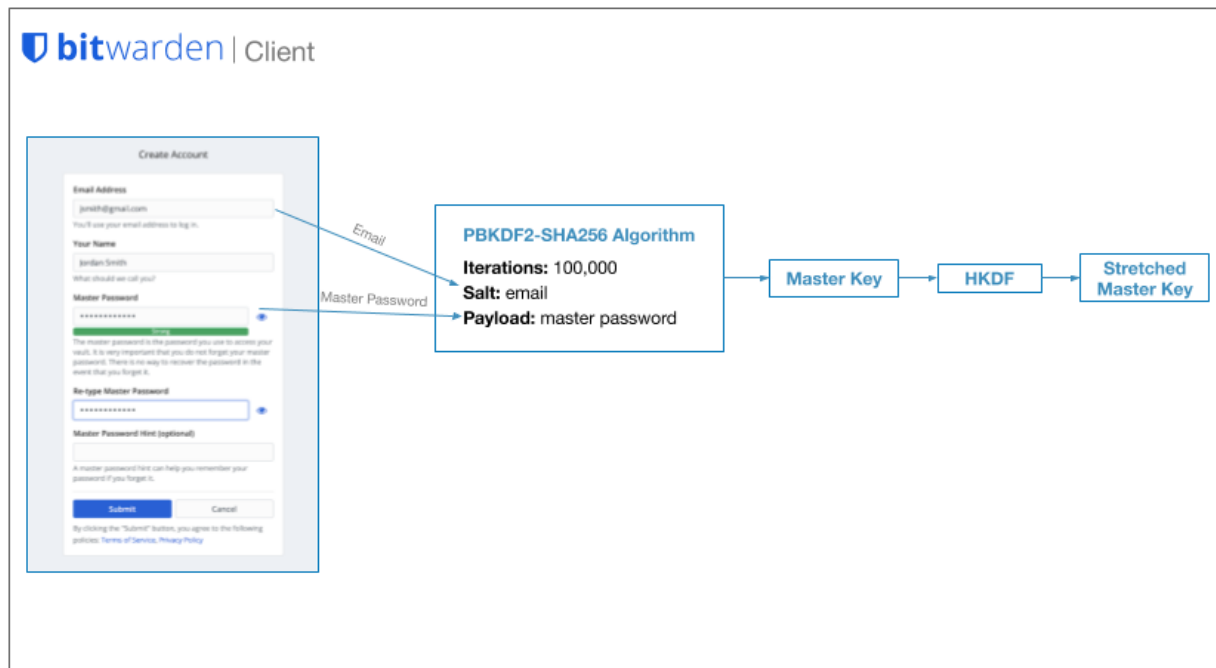 bitwarden | Client
Create Account
Email Address
jsmith@gmail.com
You'll use your email address to log in.
Your Name
Jordan Smith
What should we call you?
Master Password
************
Strong
The master password is the password you use to access your
vault. It is very important that you do not forget your master
password. There is no way to recover the password in the
event that you forget it.
Re-type Master Password
************
Master Password Hint (optional)
A master password hint can help you remember your
password if you forget it.
Submit
Cancel
By clicking the "Submit" button, you agree to the following
policies: Terms of Service, Privacy Policy
Email
Master Password
PBKDF2-SHA256 Algorithm
Iterations: 100,000
Salt: email
Payload: master password
Master Key
HKDF
Stretched
Master Key